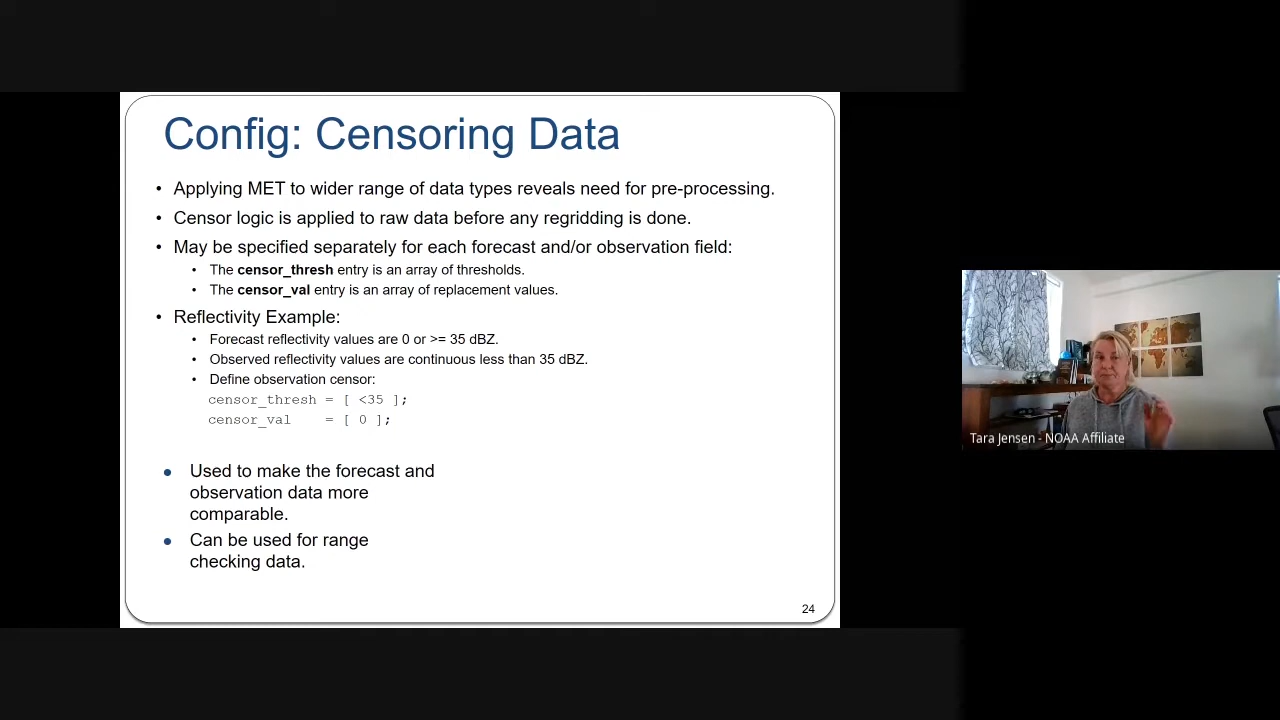 Config: Censoring Data
• Applying MET to wider range of data types reveals need for pre-processing.
• Censor logic is applied to raw data before any regridding is done.
• May be specified separately for each forecast and/or observation field:
• The censor_thresh entry is an array of thresholds.
• The censor_val entry is an array of replacement values.
• Reflectivity Example:
• Forecast reflectivity values are 0 or >= 35 dBZ.
• Observed reflectivity values are continuous less than 35 dBZ.
• Define observation censor:
censor_thresh = [ <35 ];
censor_val    = [ 0 ];
• Used to make the forecast and
observation data more
comparable.
• Can be used for range
checking data.
24
Tara Jensen - NOAA Affiliate